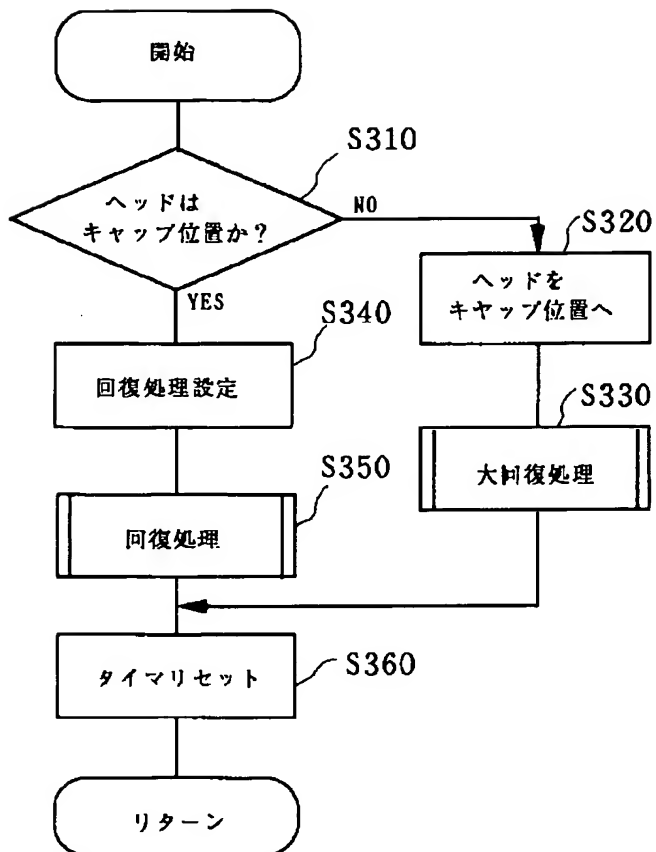 開始
S310
ヘッドは
キャップ位置か?
NO
S320
ヘッドを
キヤップ位置へ
YES
S340
回復処理設定
S330
大回復処理
S350
回復処理
S360
タイマリセット
リターン